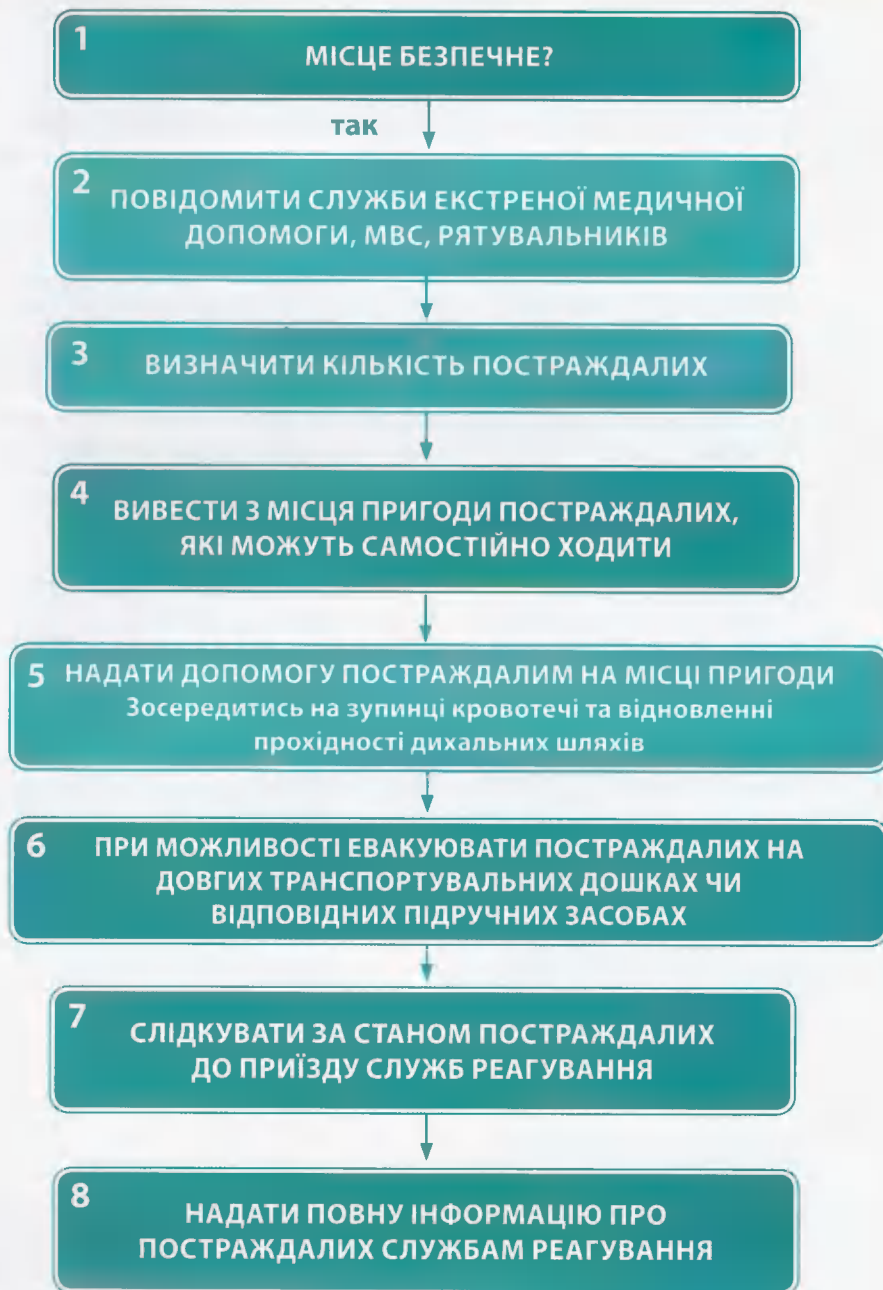 1
МІСЦЕ БЕЗПЕЧНЕ?
так
2
ПОВІДОМИТИ СЛУЖБИ ЕКСТРЕНОЇ МЕДИЧНОЇ
ДОПОМОГИ, МВС, РЯТУВАЛЬНИКІВ
3
ВИЗНАЧИТИ КІЛЬКІСТЬ ПОСТРАЖДАЛИХ
4
ВИВЕСТИ З МІСЦЯ ПРИГОДИ ПОСТРАЖДАЛИХ,
ЯКІ МОЖУТЬ САМОСТІЙНО ХОДИТИ
5
НАДАТИ ДОПОМОГУ ПОСТРАЖДАЛИМ НА МІСЦІ ПРИГОДИ
Зосередитись на зупинці кровотечі та відновленні
прохідності дихальних шляхів
6
ПРИ МОЖЛИВОСТІ ЕВАКУЮВАТИ ПОСТРАЖДАЛИХ НА
ДОВГИХ ТРАНСПОРТУВАЛЬНИХ ДОШКАХ ЧИ
ВІДПОВІДНИХ ПІДРУЧНИХ ЗАСОБАХ
7
СЛІДКУВАТИ ЗА СТАНОМ ПОСТРАЖДАЛИХ
ДО ПРИЇЗДУ СЛУЖБ РЕАГУВАННЯ
8
НАДАТИ ПОВНУ ІНФОРМАЦІЮ ПРО
ПОСТРАЖДАЛИХ СЛУЖБАМ РЕАГУВАННЯ